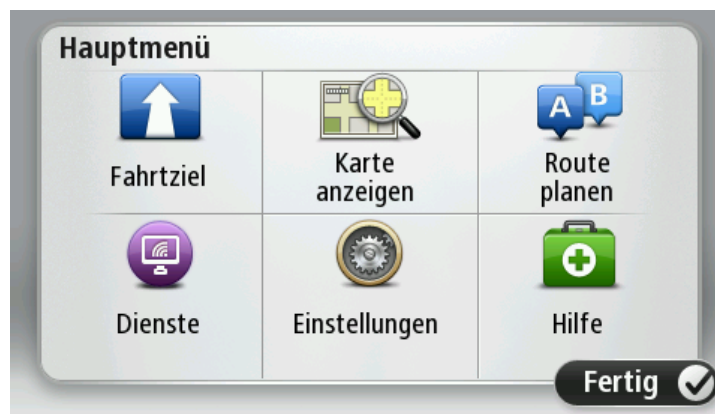 Hauptmenü
Fahrtziel
Karte
anzeigen
A B
Route
planen
Dienste
Einstellungen
Hilfe
Fertig